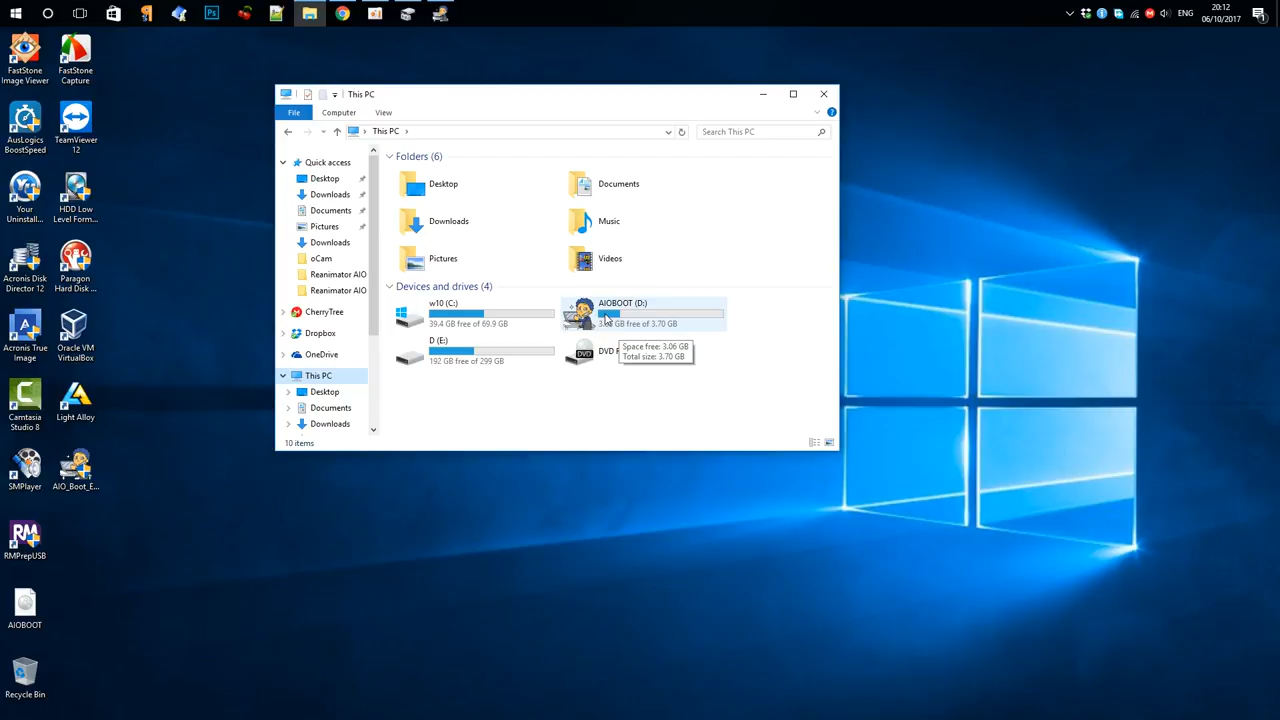 20:12
ENG
06/10/2017
FastStone
Image Viewer
FastStone
Capture
AusLogics
BoostSpeed
TeamViewer
12
Your
Uninstal...
HDD Low
Level Form...
Acronis Disk
Director 12
Paragon
Hard Disk ...
Acronis True
Image
Oracle VM
VirtualBox
Camtasia
Studio 8
Light Alloy
SMPlayer
AIO_Boot_E...
RMPrepUSB
AIOBOOT
Recycle Bin
This PC
File
Computer
View
This PC
Search This PC
Quick access
Desktop
Downloads
Documents
Pictures
Downloads
oCam
Reanimator AIO
Reanimator AIO
CherryTree
Dropbox
OneDrive
This PC
Desktop
Documents
Downloads
Folders (6)
Desktop
Documents
Downloads
Music
Pictures
Videos
Devices and drives (4)
w10 (C:)
39.4 GB free of 69.9 GB
AIOBOOT (D:)
GB free of 3.70 GB
D (E:)
192 GB free of 299 GB
DVD
Space free: 3.06 GB
Total size: 3.70 GB
10 items